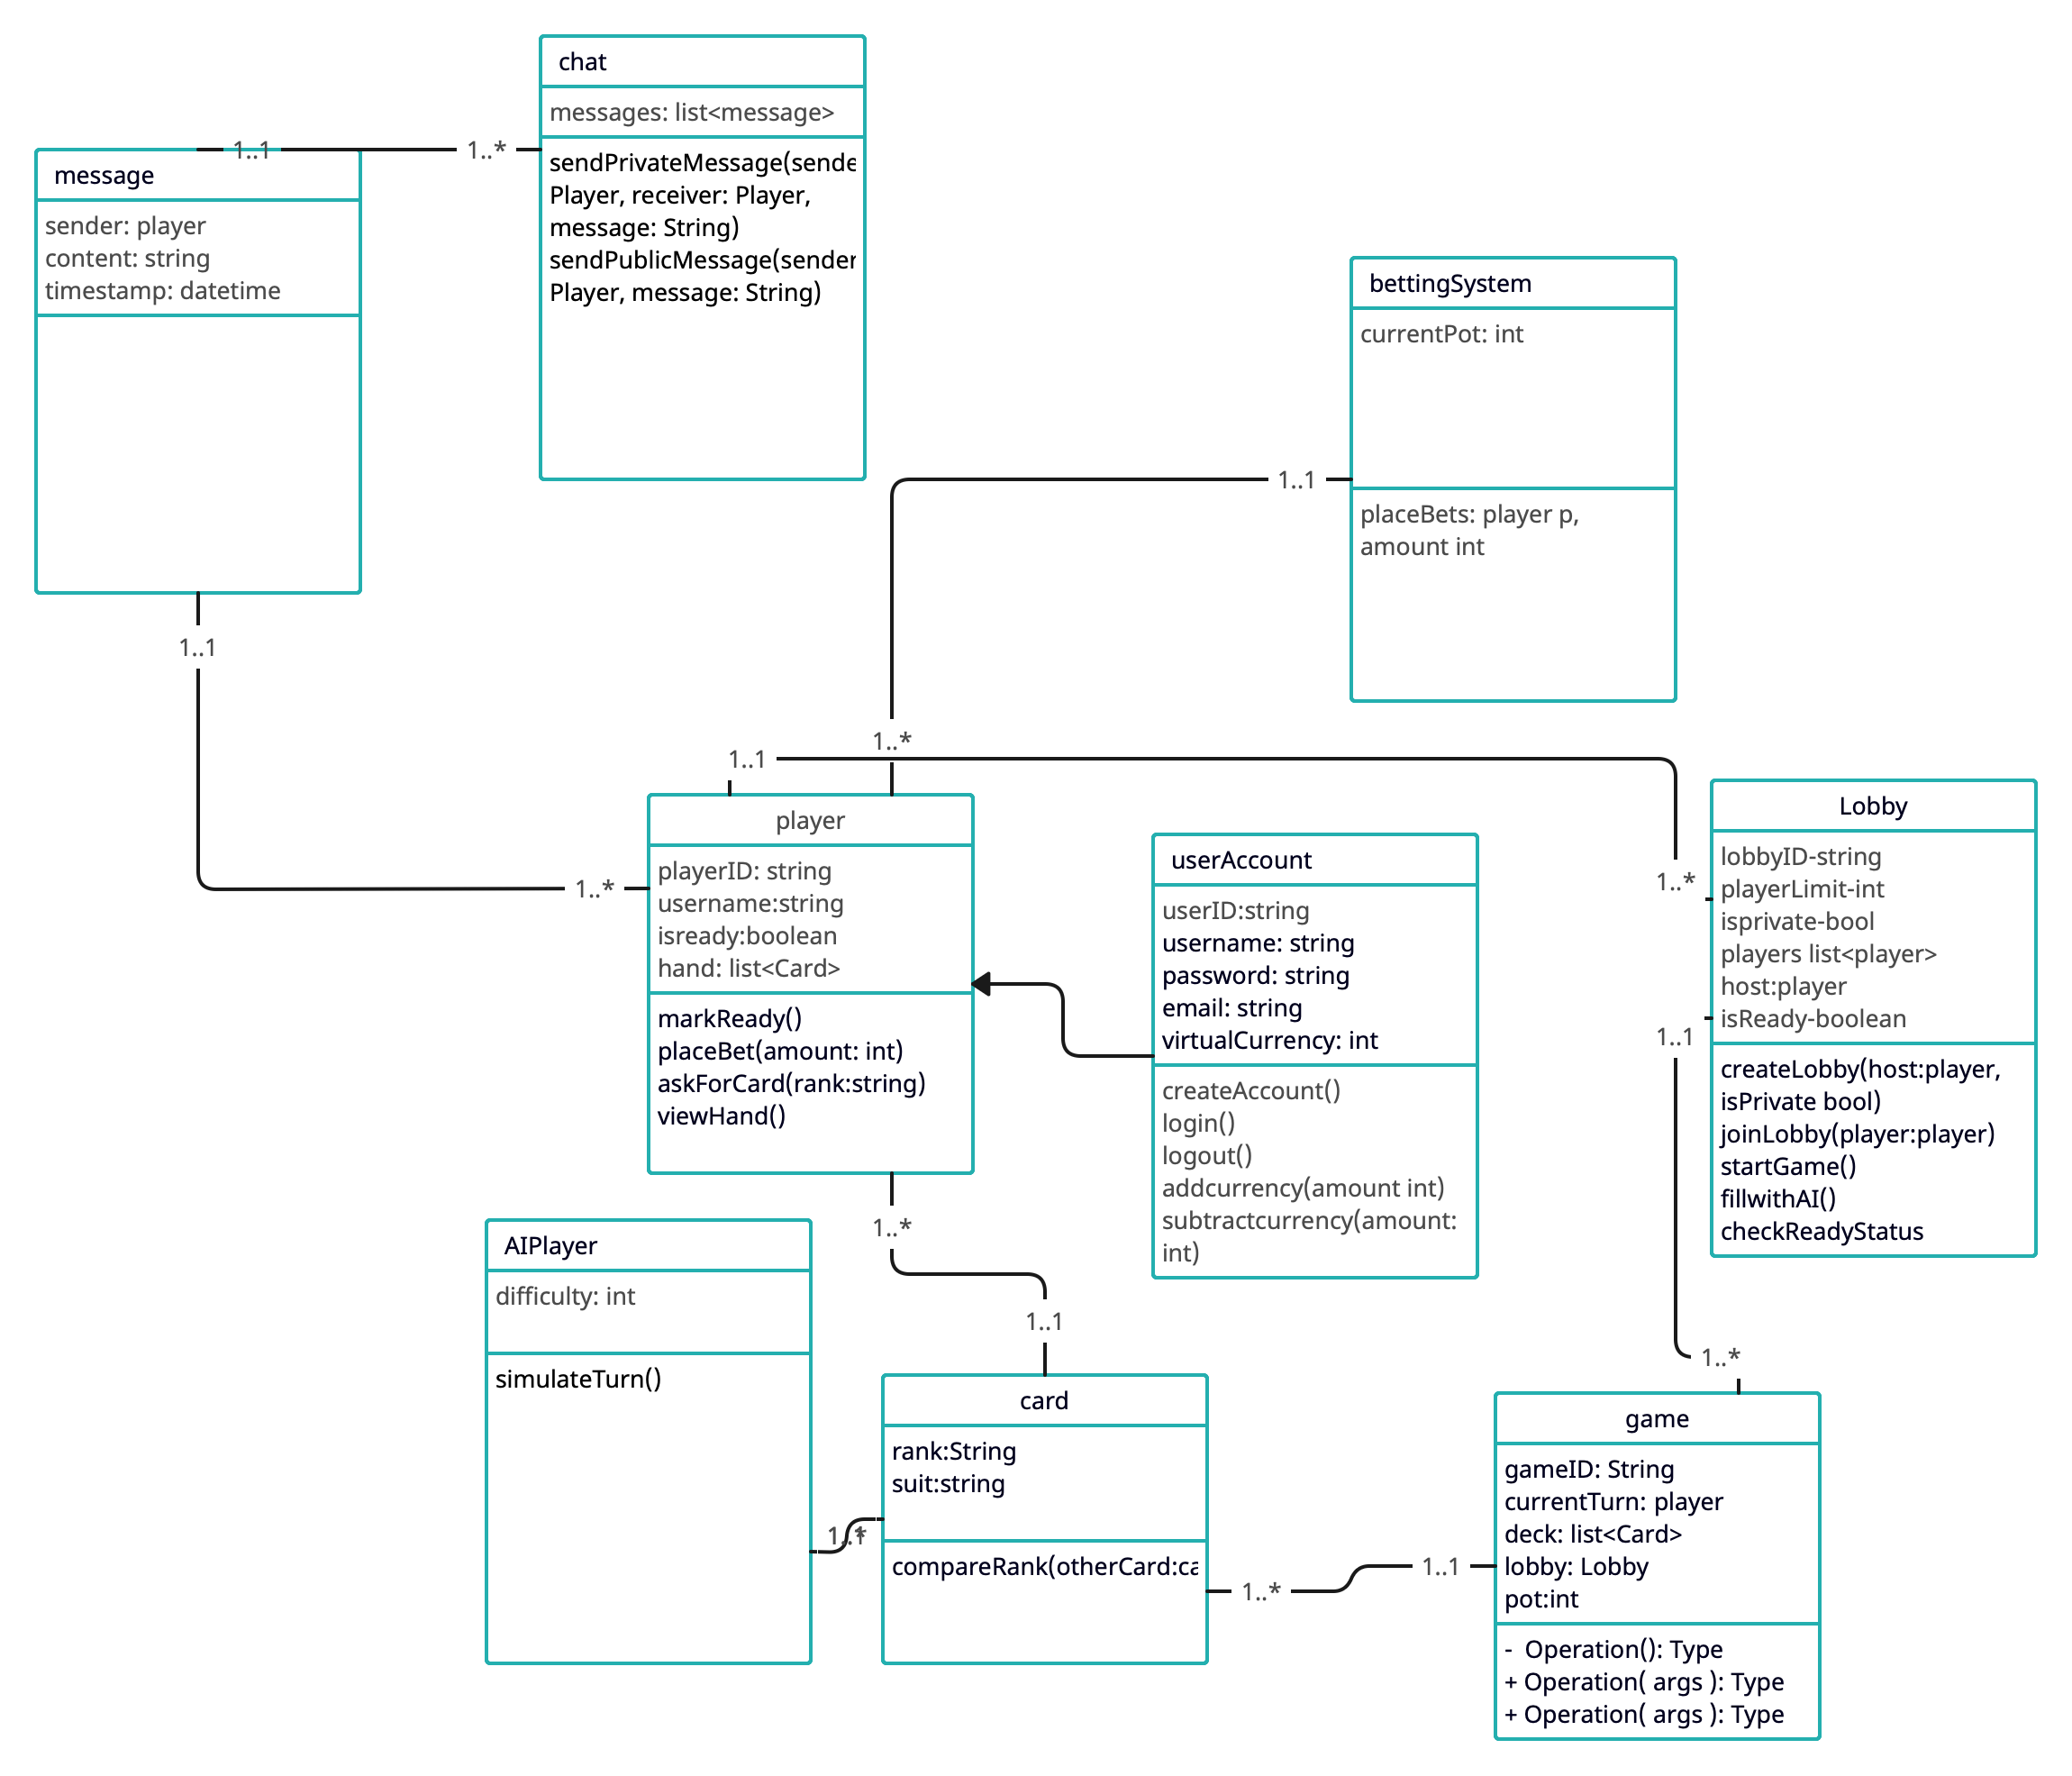 chat
messages: list<message>
sendPrivateMessage(sende
Player, receiver: Player,
message: String)
sendPublicMessage(sender
Player, message: String)
1..1
1..*
message
sender: player
content: string
timestamp: datetime
1..1
1..*
bettingSystem
currentPot: int
placeBets: player p,
amount int
1..1
1..*
1..1
1..*
player
playerID: string
username:string
isready:boolean
hand: list<Card>
markReady()
placeBet(amount: int)
askForCard(rank:string)
viewHand()
userAccount
userID:string
username: string
password: string
email: string
virtualCurrency: int
createAccount()
login()
logout()
addcurrency(amount int)
subtractcurrency(amount:
int)
Lobby
lobbyID-string
playerLimit-int
isprivate-bool
players list<player>
host:player
isReady-boolean
createLobby(host:player,
isPrivate bool)
joinLobby(player:player)
startGame()
fillwithAI()
checkReadyStatus
1..1
1..*
1..*
1..1
AIPlayer
difficulty: int
simulateTurn()
card
rank:String
suit:string
compareRank(otherCard:ca
1..*
1..1
game
gameID: String
currentTurn: player
deck: list<Card>
lobby: Lobby
pot:int
- Operation(): Type
+ Operation( args ): Type
+ Operation( args ): Type